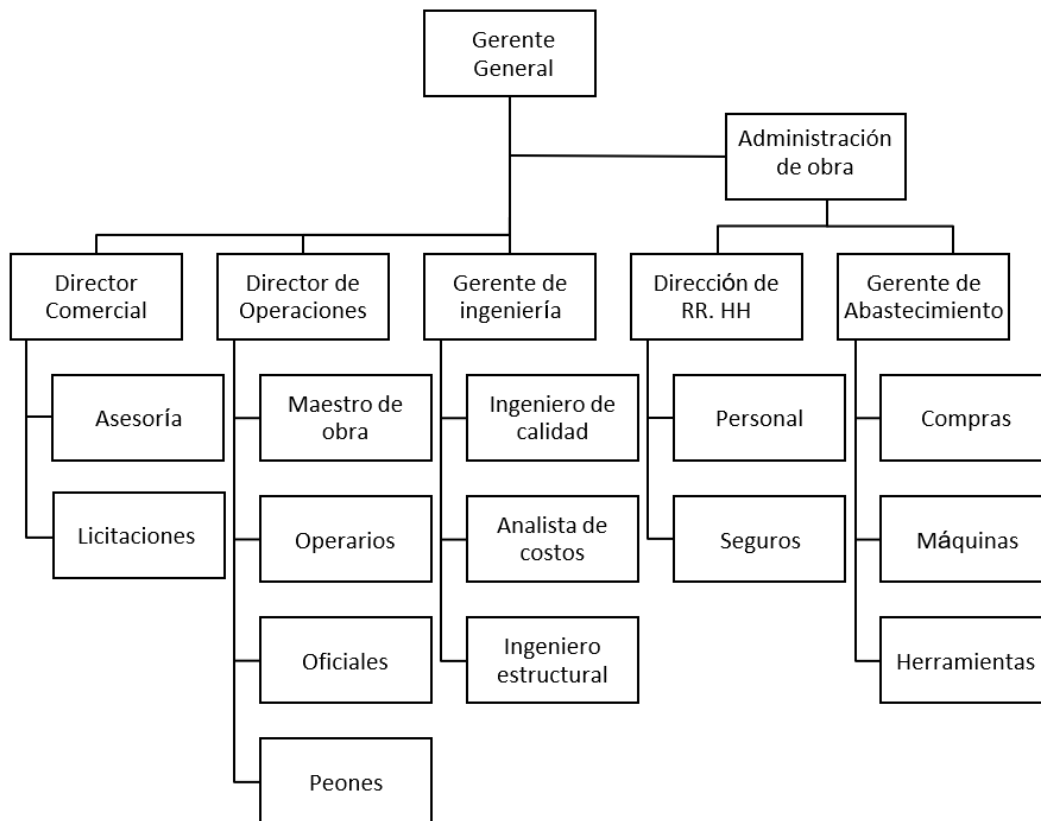 Gerente
General
Administración
de obra
Director
Comercial
Director de
Operaciones
Gerente de
ingeniería
Dirección de
RR. HH
Gerente de
Abastecimiento
Asesoría
Maestro de
obra
Ingeniero de
calidad
Personal
Compras
Licitaciones
Operarios
Analista de
costos
Seguros
Máquinas
Oficiales
Ingeniero
estructural
Herramientas
Peones